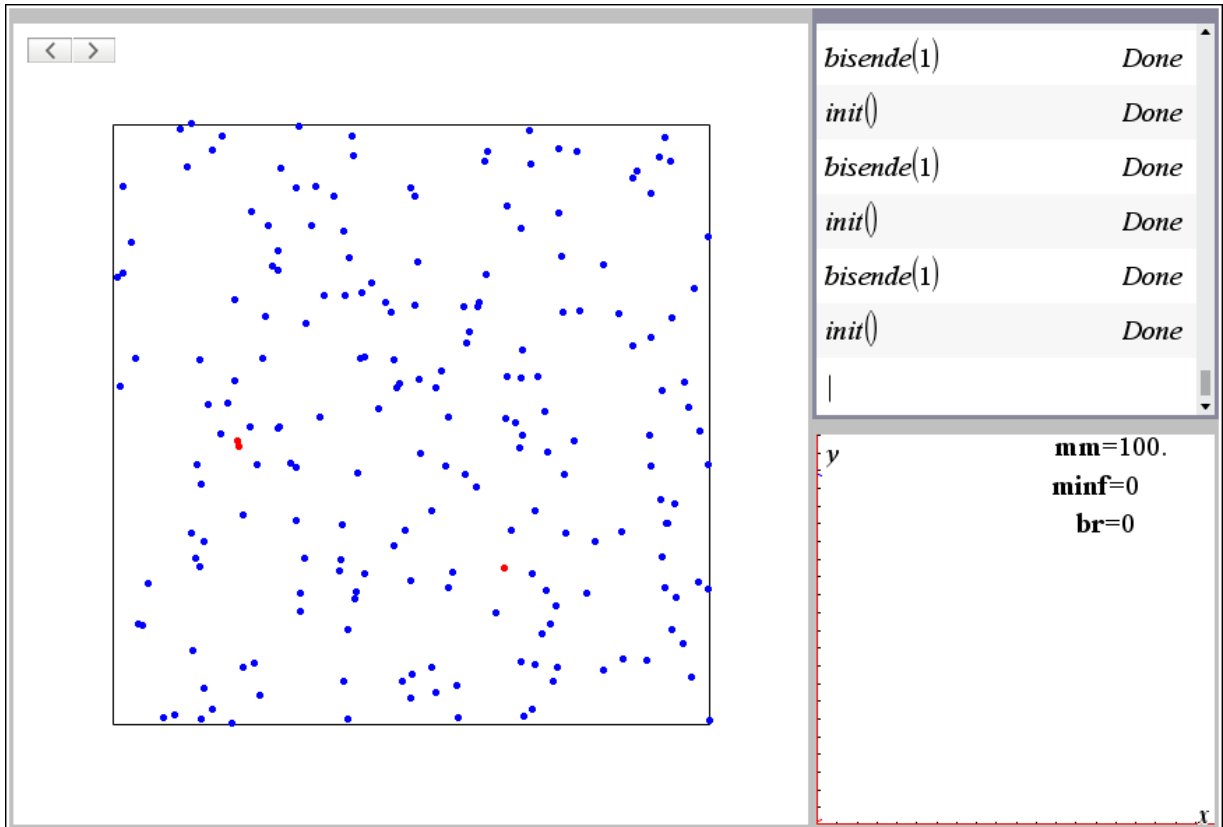 bisende(1) Done
init() Done
bisende(1) Done
init() Done
bisende(1) Done
init() Done
y
mm=100.
minf=0
br=0
x